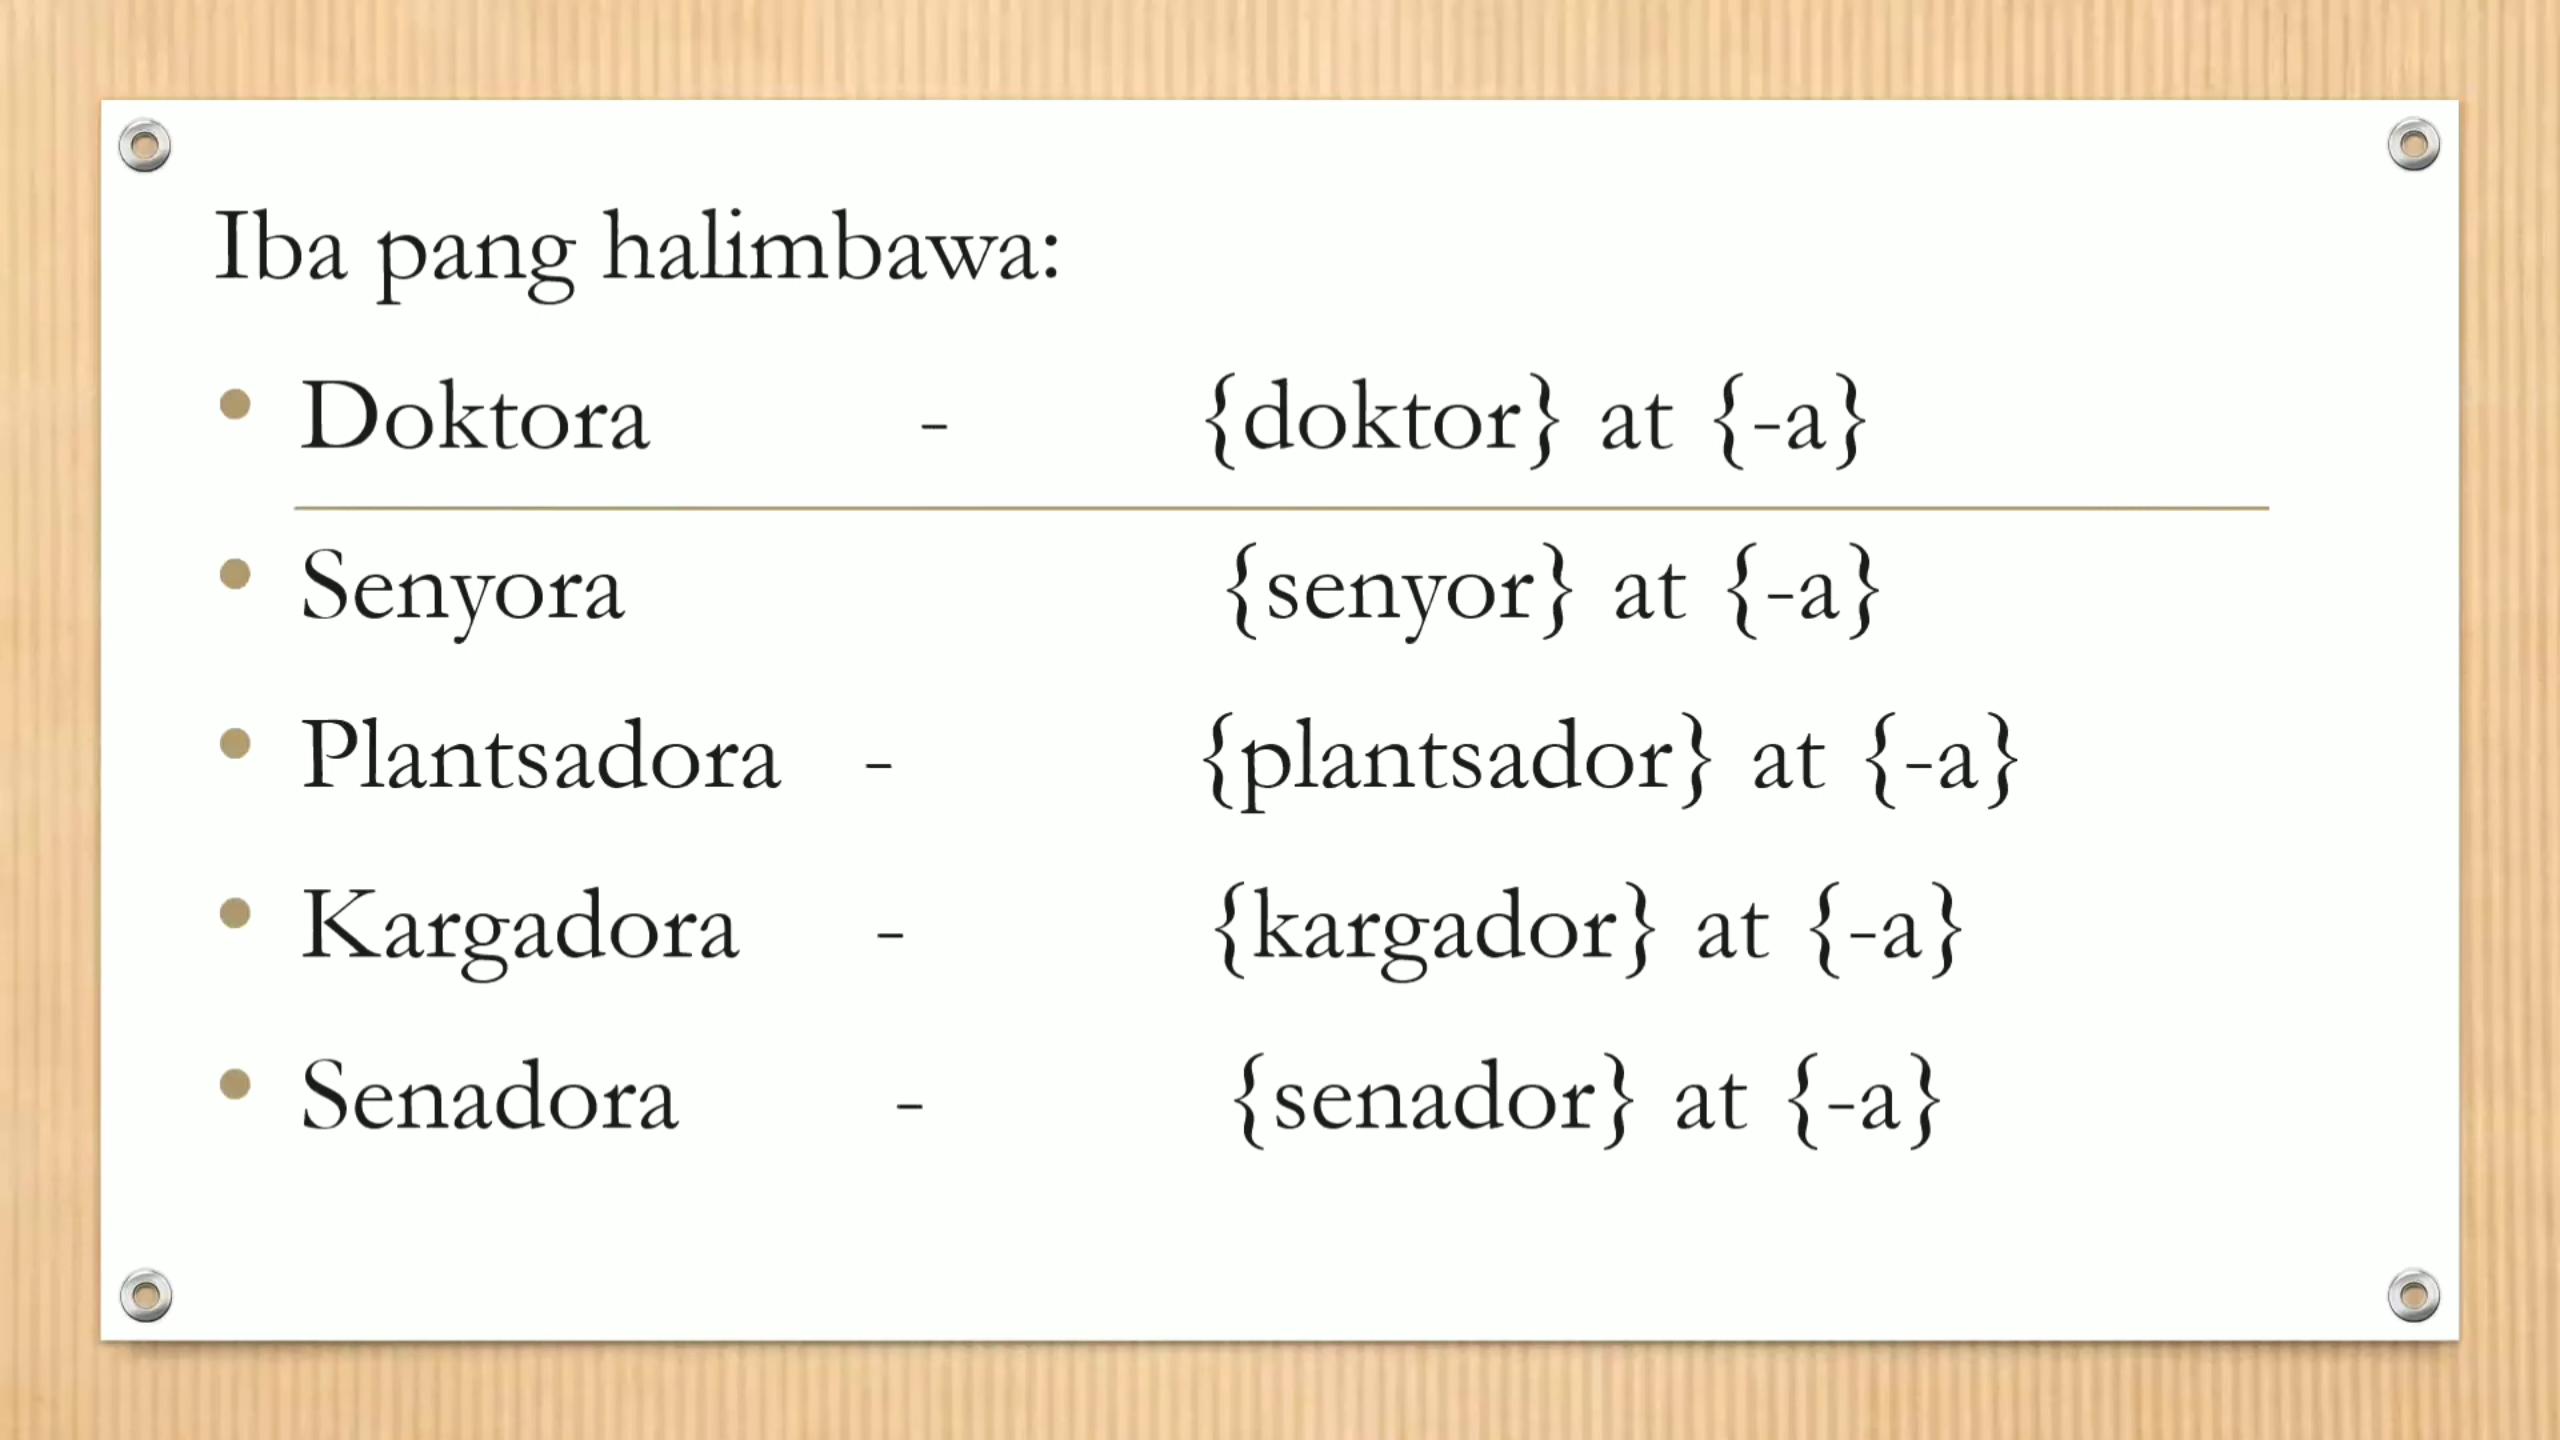 Iba pang halimbawa:
• Doktora - {doktor} at {-a}
• Senyora {senyor} at {-a}
• Plantsadora - {plantsador} at {-a}
• Kargadora - {kargador} at {-a}
• Senadora - {senador} at {-a}